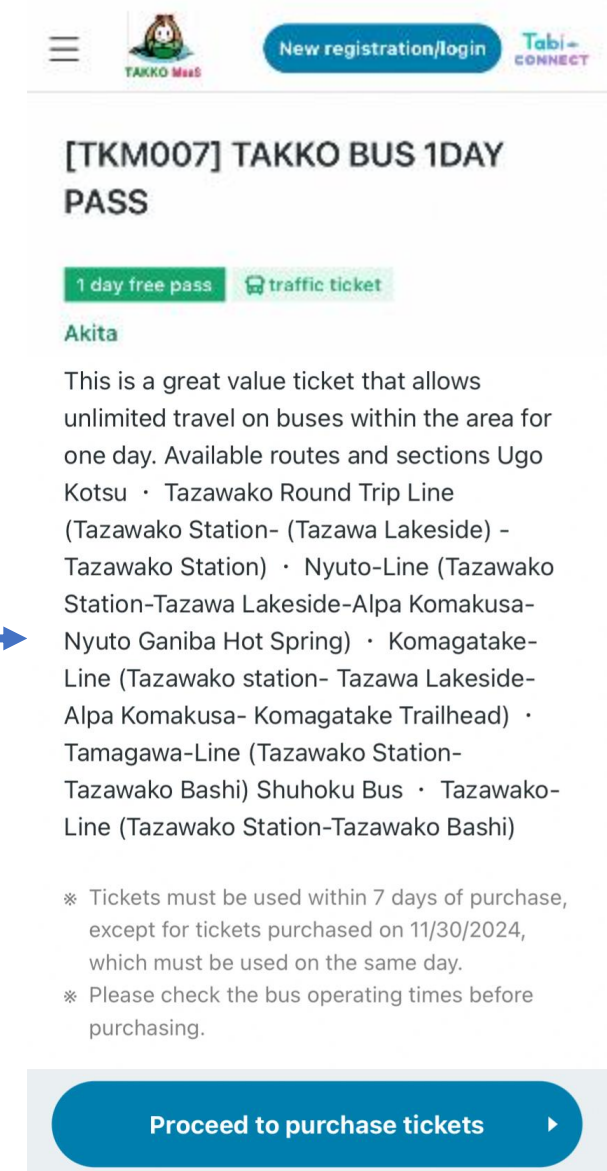 TAKKO MaaS
New registration/login
Tabi-
CONNECT
[TKM007] TAKKO BUS 1DAY
PASS
1 day free pass
traffic ticket
Akita
This is a great value ticket that allows
unlimited travel on buses within the area for
one day. Available routes and sections Ugo
Kotsu ・ Tazawako Round Trip Line
(Tazawako Station- (Tazawa Lakeside) -
Tazawako Station) ・ Nyuto-Line (Tazawako
Station-Tazawa Lakeside-Alpa Komakusa-
Nyuto Ganiba Hot Spring) ・ Komagatake-
Line (Tazawako station- Tazawa Lakeside-
Alpa Komakusa- Komagatake Trailhead) ・
Tamagawa-Line (Tazawako Station-
Tazawako Bashi) Shuhoku Bus ・ Tazawako-
Line (Tazawako Station-Tazawako Bashi)
※ Tickets must be used within 7 days of purchase,
except for tickets purchased on 11/30/2024,
which must be used on the same day.
※ Please check the bus operating times before
purchasing.
Proceed to purchase tickets